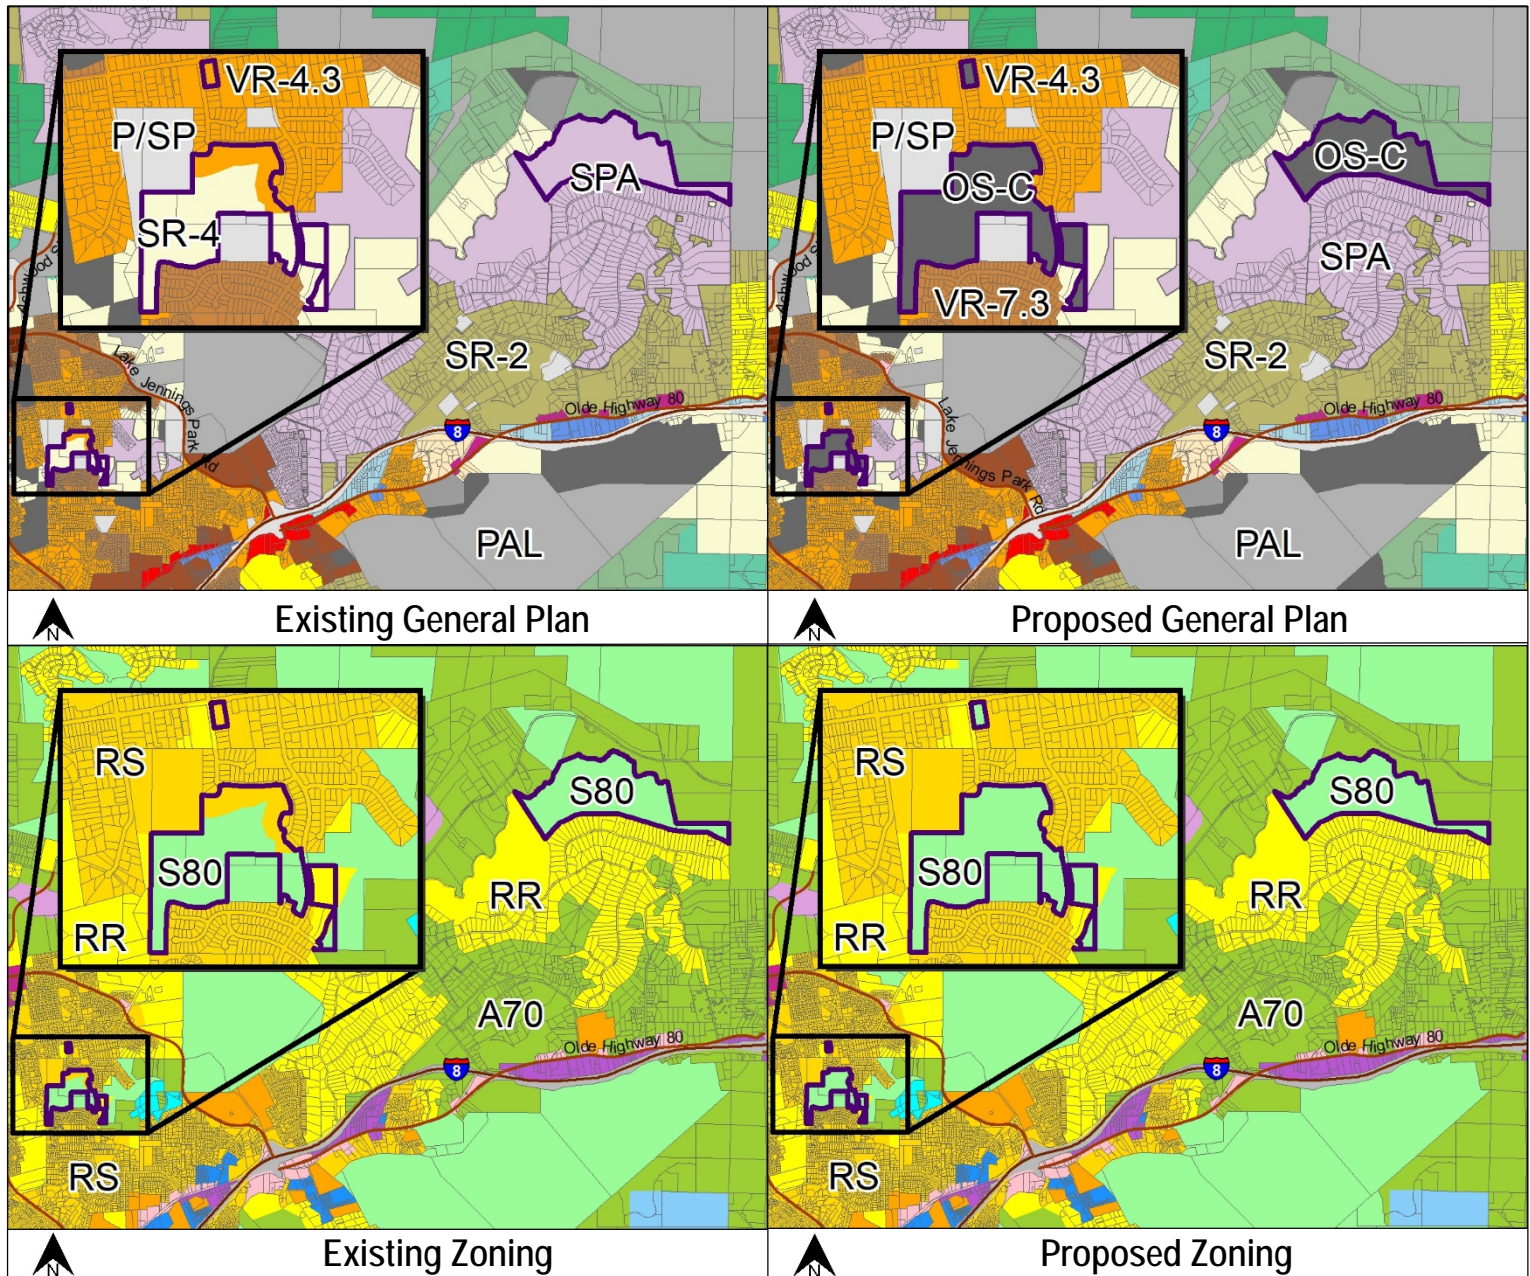 VR-4.3
P/SP
SPA
SR-4
SR-2
Lake Jennings Park Rd
Olde Highway 80
8
PAL
N
Existing General Plan
VR-4.3
P/SP
OS-C
OS-C
SPA
VR-7.3
SR-2
Lake Jennings Park Rd
Olde Highway 80
8
PAL
N
Proposed General Plan
RS
S80
S80
RR
RR
A70
Olde Highway 80
8
RS
N
Existing Zoning
RS
S80
S80
RR
RR
A70
Olde Highway 80
8
RS
N
Proposed Zoning